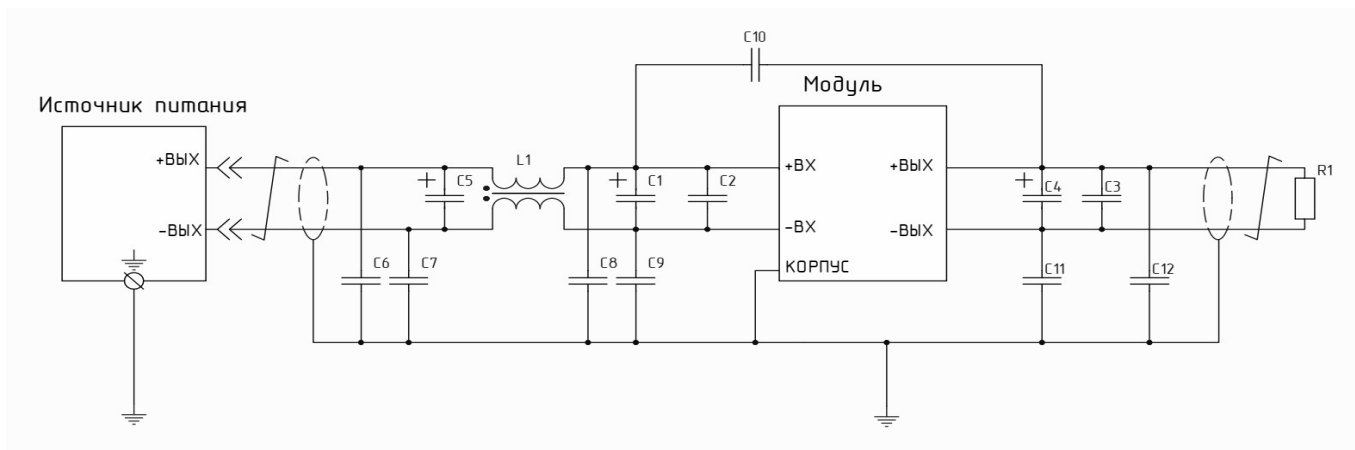 C10
Модуль
Источник питания
+ВЫХ
-ВЫХ
+
C5
L1
+
C1
C2
+ВХ
-ВХ
КОРПУС
+ВЫХ
-ВЫХ
+
C4
C3
R1
C6
C7
C8
C9
C11
C12